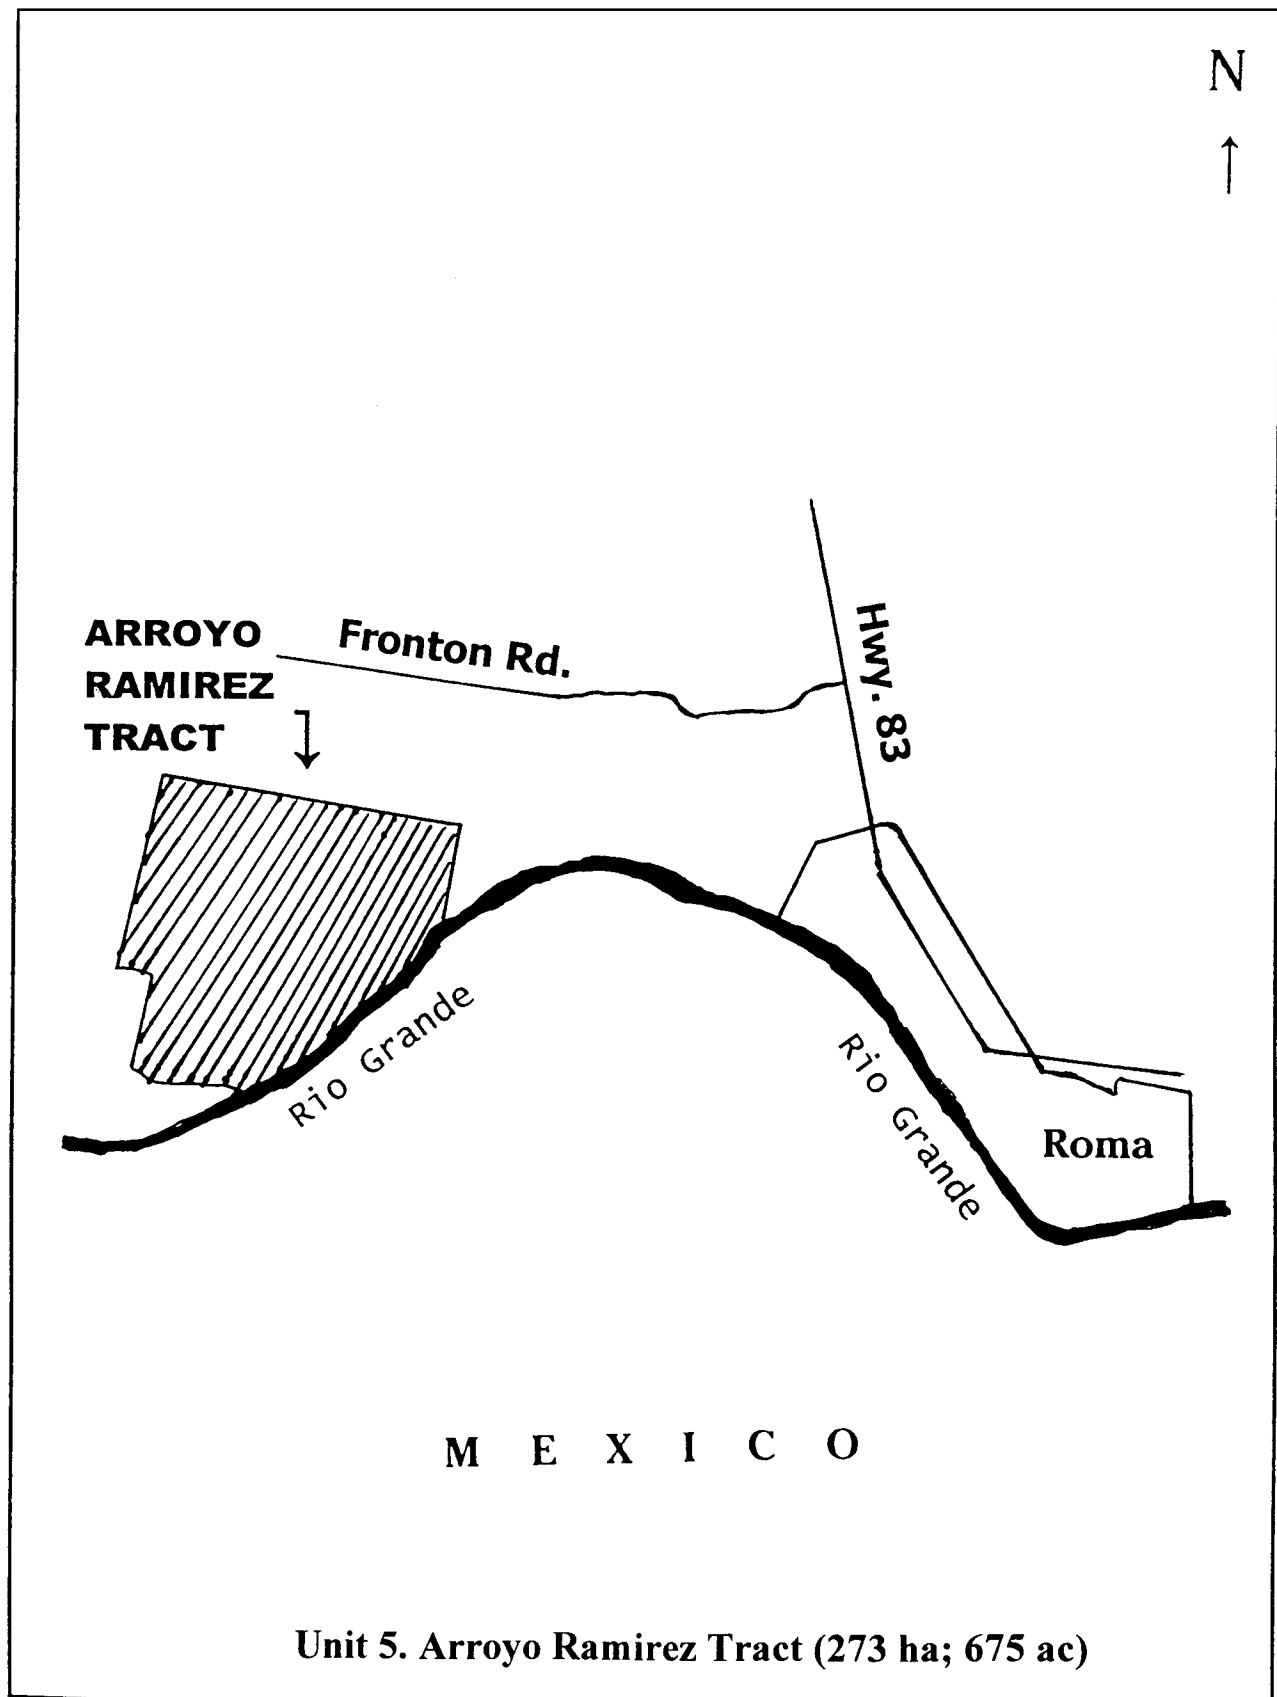 N
ARROYO
RAMIREZ
TRACT
Fronton Rd.
Hwy. 83
Rio Grande
Rio Grande
Roma
MEXICO
Unit 5. Arroyo Ramirez Tract (273 ha; 675 ac)